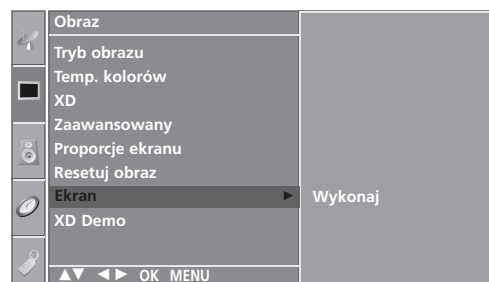 Obraz
Tryb obrazu
Temp. kolorów
XD
Zaawansowany
Proporcje ekranu
Resetuj obraz
Ekran ► Wykonaj
XD Demo
▲▼ ◄► OK MENU